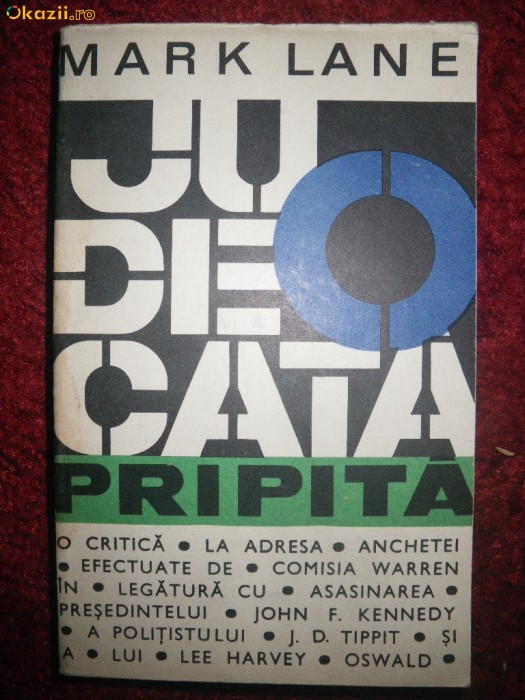 Okazii.ro
MARK LANE
JU
DE
CATĂ
PRIPITĂ
O CRITICĂ • LA ADRESA • ANCHETEI
• EFECTUATE DE • COMISIA WARREN
ÎN • LEGĂTURĂ CU • ASASINAREA
PREȘEDINTELUI • JOHN F. KENNEDY
• A POLIȚISTULUI • J. D. TIPPIT • ȘI
A • LUI • LEE HARVEY • OSWALD •